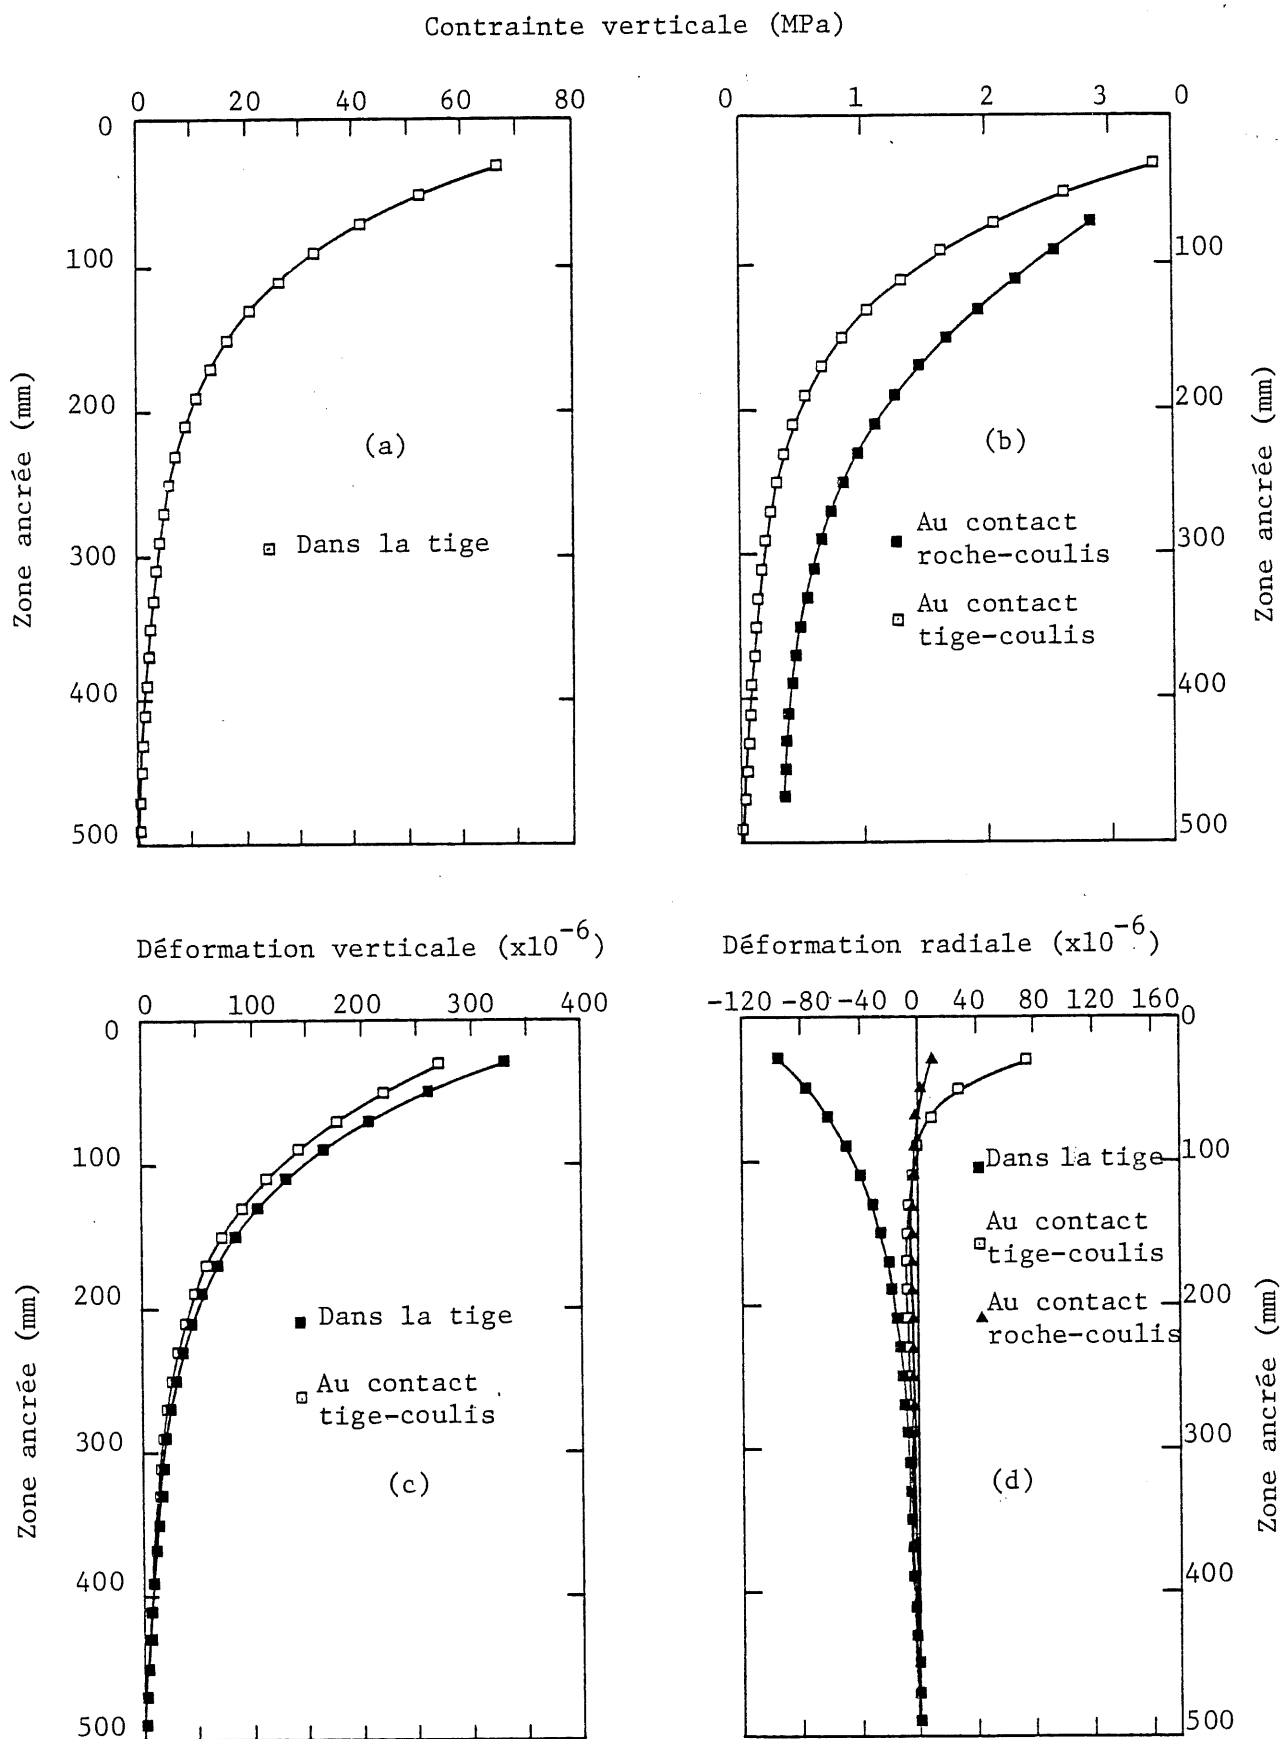 Contrainte verticale (MPa)
0 20 40 60 80
0
100
200
300
400
500
Zone ancrée (mm)
(a)
Dans la tige
0 1 2 3 0
100
200
300
400
500
Zone ancrée (mm)
(b)
Au contact
roche-coulis
Au contact
tige-coulis
Déformation verticale (x10-6)
0 100 200 300 400
0
100
200
300
400
500
Zone ancrée (mm)
Dans la tige
Au contact
tige-coulis
(c)
Déformation radiale (x10-6)
-120 -80 -40 0 40 80 120 160 0
100
200
300
400
500
Zone ancrée (mm)
Dans la tige
Au contact
tige-coulis
Au contact
roche-coulis
(d)